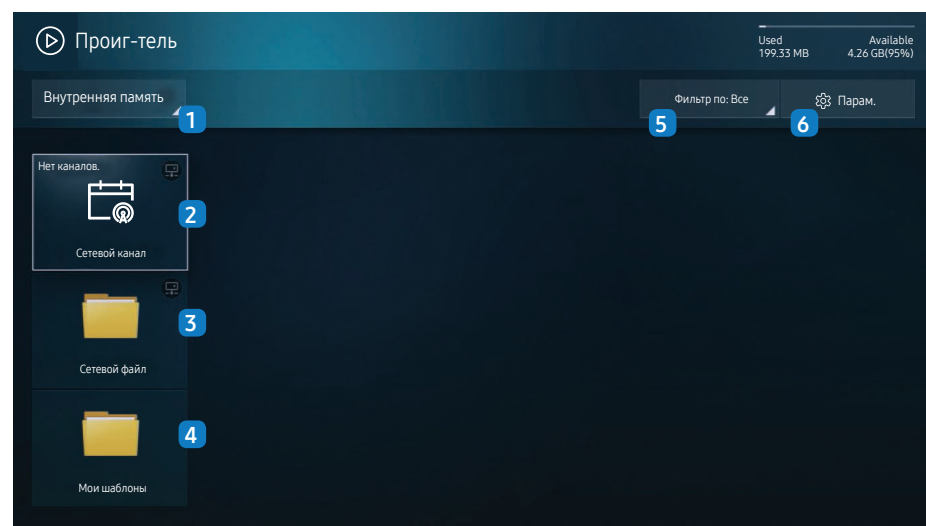 Проиг-тель
Used Available
199.33 MB 4.26 GB(95%)
Внутренняя память
1
Фильтр по: Все
5
Парам.
6
Нет каналов.
2
Сетевой канал
3
Сетевой файл
4
Мои шаблоны